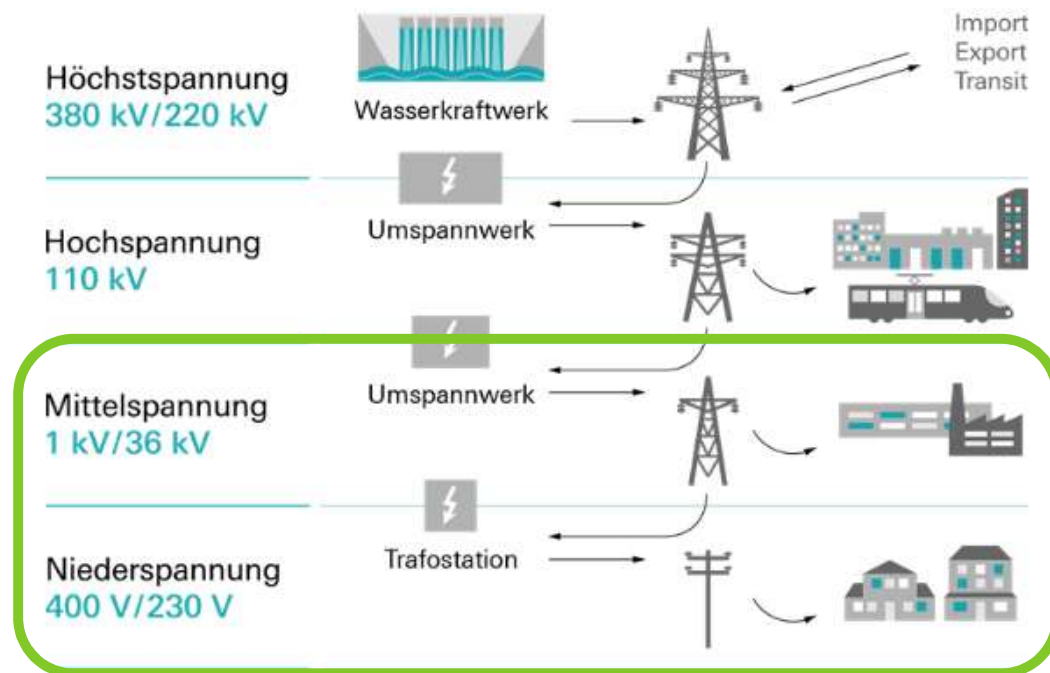 Import
Export
Transit
Höchstspannung
380 kV/220 kV
Wasserkraftwerk
Umspannwerk
Hochspannung
110 kV
Umspannwerk
Mittelspannung
1 kV/36 kV
Trafostation
Niederspannung
400 V/230 V